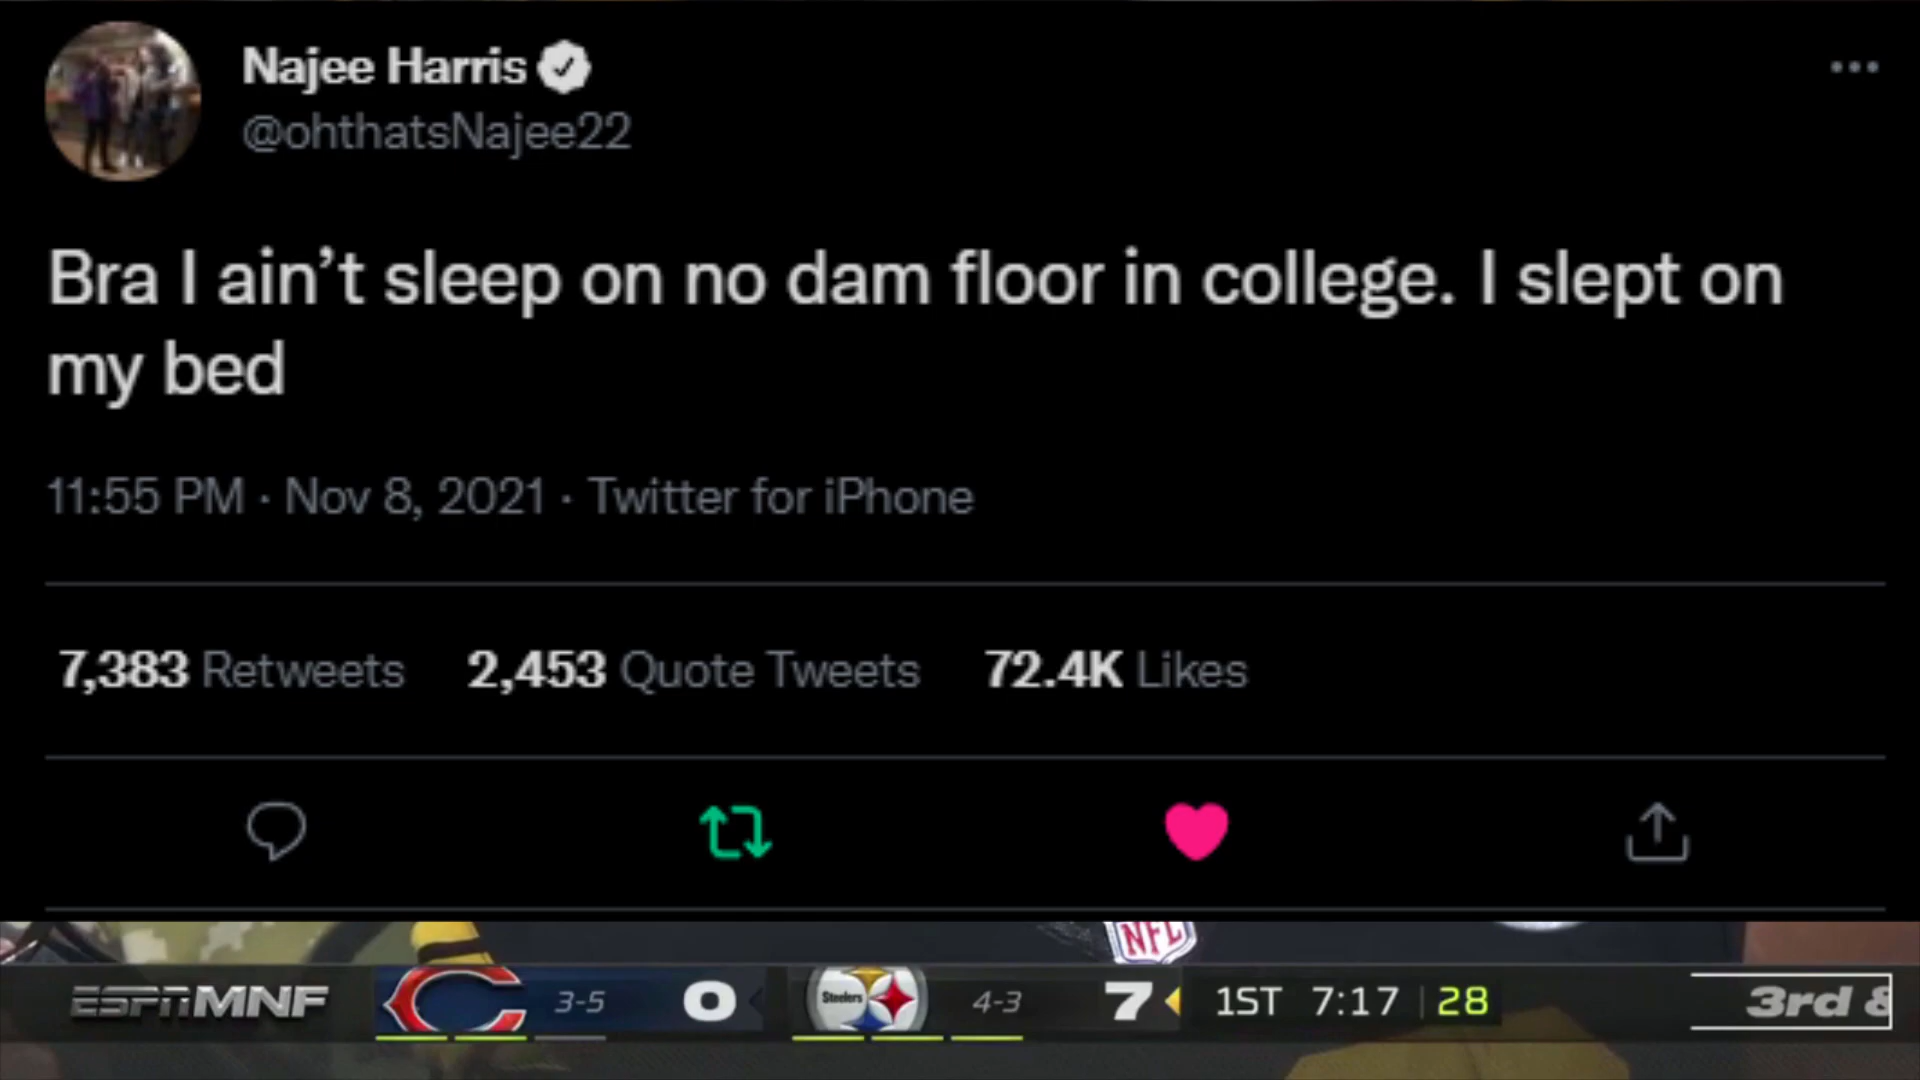 Najee Harris
@ohthatsNajee22
Bra I ain’t sleep on no dam floor in college. I slept on
my bed
11:55 PM · Nov 8, 2021 · Twitter for iPhone
7,383 Retweets 2,453 Quote Tweets 72.4K Likes
NFL
ESPN MNF 3-5 0 Steelers 4-3 7 1ST 7:17 28 3rd &